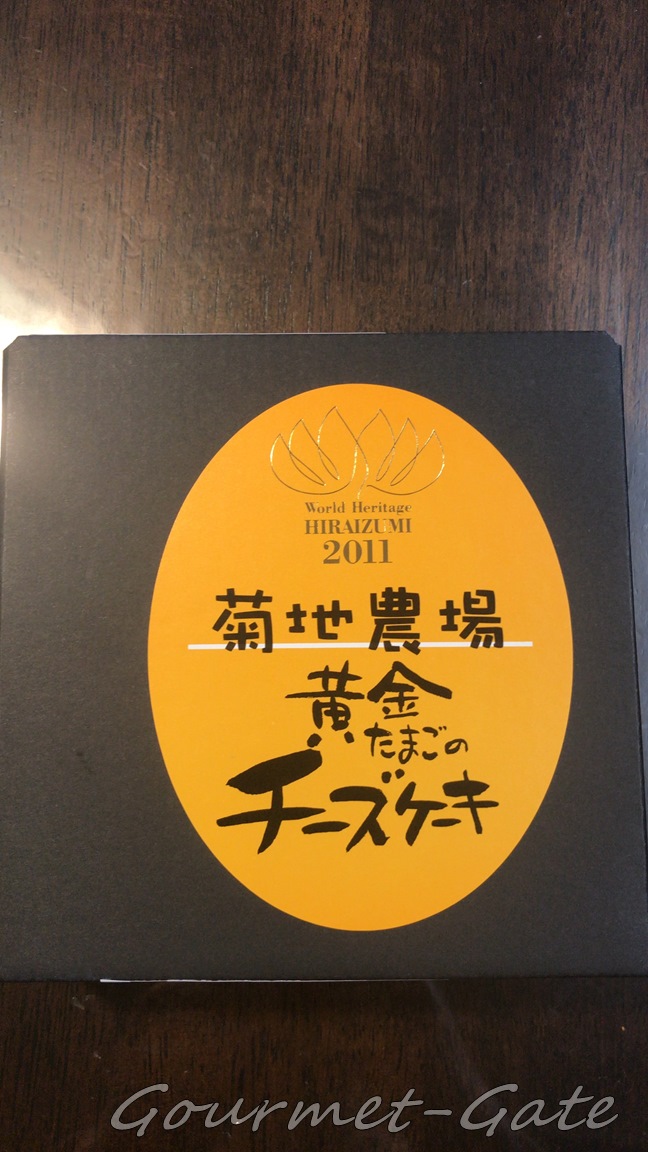 World Heritage
HIRAIZUMI
2011
菊地農場
黄金
たまごの
チーズケーキ
Gourmet-Gate